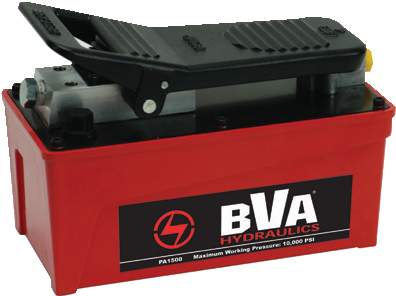 BVA®
HYDRAULICS
PA1500 Maximum Working Pressure: 10,000 PSI